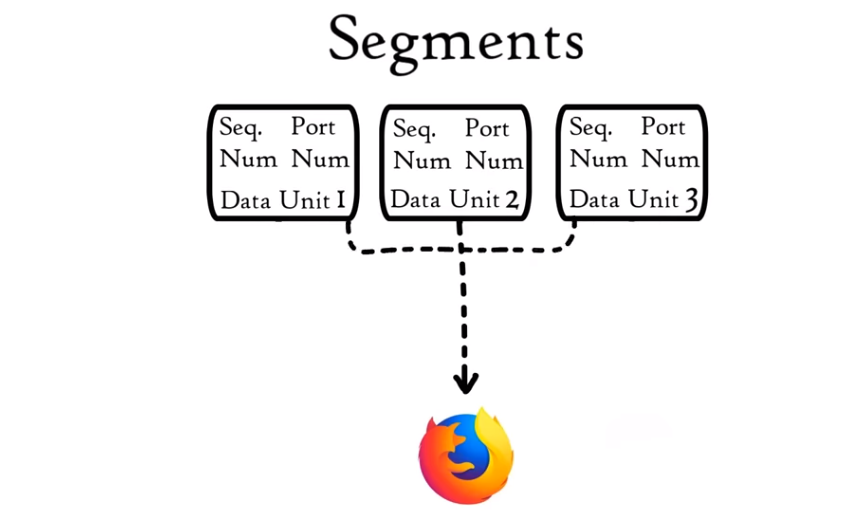 Segments
Seq. Port
Num Num
Data Unit 1
Seq. Port
Num Num
Data Unit 2
Seq. Port
Num Num
Data Unit 3